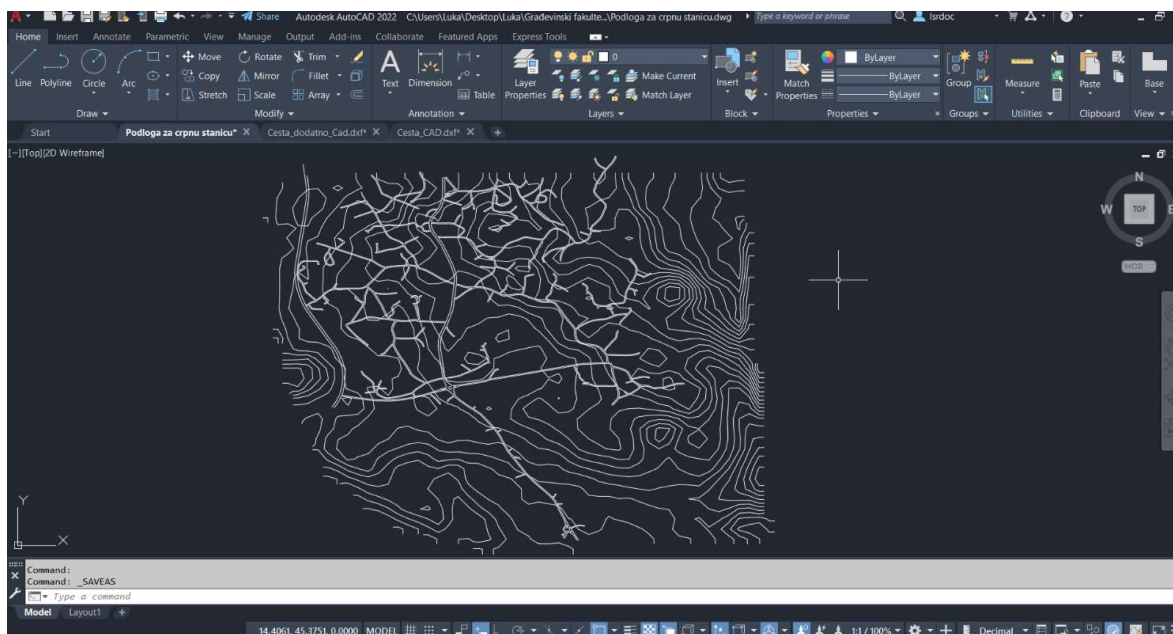 Share Autodesk AutoCAD 2022 C:\Users\Luka\Desktop\Luka\Građevinski fakulte...\Podloga za crpnu stanicu.dwg Type a keyword or phrase lsrdoc
Home Insert Annotate Parametric View Manage Output Add-ins Collaborate Featured Apps Express Tools
Line Polyline Circle Arc Move Rotate Trim Text Dimension Layer Properties 0 Insert Match Properties ByLayer Group Measure Paste Base
Copy Mirror Fillet Make Current ByLayer
Stretch Scale Array Table Match Layer ByLayer
Draw Modify Annotation Layers Block Properties Groups Utilities Clipboard View
Start Podloga za crpnu stanicu* Cesta_dodatno_Cad.dxf* Cesta_CAD.dxf*
[−][Top][2D Wireframe]
N
W TOP E
S
WCS
Y
X
Command:
Command: _SAVEAS
Type a command
Model Layout1
14.4061, 45.3751, 0.0000 MODEL 1:1 / 100% Decimal